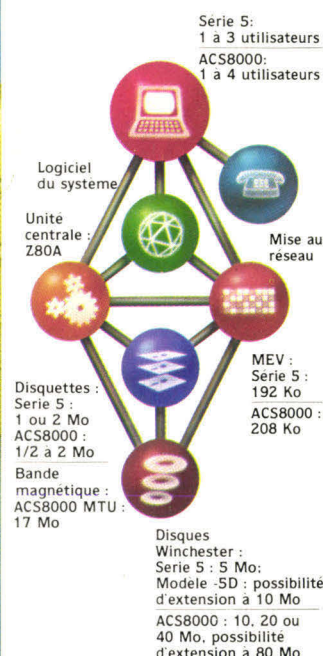 Série 5:
1 à 3 utilisateurs
ACS8000:
1 à 4 utilisateurs
Logiciel
du système
Unité
centrale :
Z80A
Mise au
réseau
MEV :
Série 5 :
192 Ko
ACS8000 :
208 Ko
Disquettes :
Serie 5 :
1 ou 2 Mo
ACS8000 :
1/2 à 2 Mo
Bande
magnétique :
ACS8000 MTU :
17 Mo
Disques
Winchester :
Serie 5 : 5 Mo;
Modèle -5D : possibilité
d'extension à 10 Mo
ACS8000 : 10, 20 ou
40 Mo, possibilité
d'extension à 80 Mo